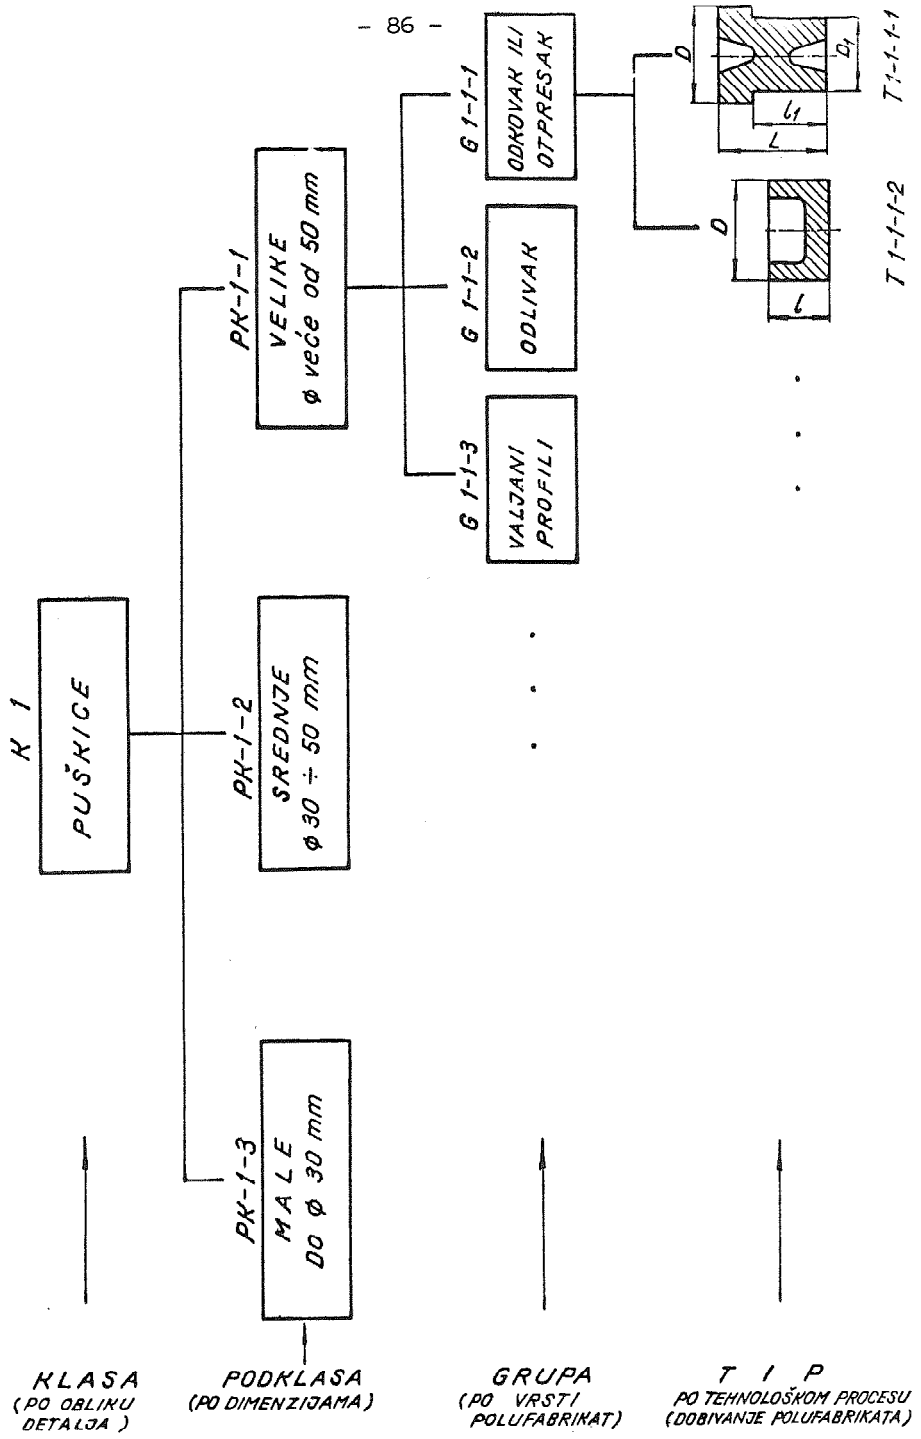 - 86 -
K 1
PUŠKICE
PK-1-1
VELIKE
ϕ veće od 50 mm
PK-1-2
SREDNJE
ϕ 30 ÷ 50 mm
PK-1-3
MALE
DO ϕ 30 mm
G 1-1-1
ODKOVAK ILI
OTPRESAK
G 1-1-2
ODLIVAK
G 1-1-3
VALJANI
PROFILI
D
D1
l1
L
T 1-1-1-1
D
l
T 1-1-1-2
KLASA
(PO OBLIKU
DETALJA)
PODKLASA
(PO DIMENZIJAMA)
GRUPA
(PO VRSTI
POLUFABRIKAT)
T I P
PO TEHNOLOŠKOM PROCESU
(DOBIVANJE POLUFABRIKATA)